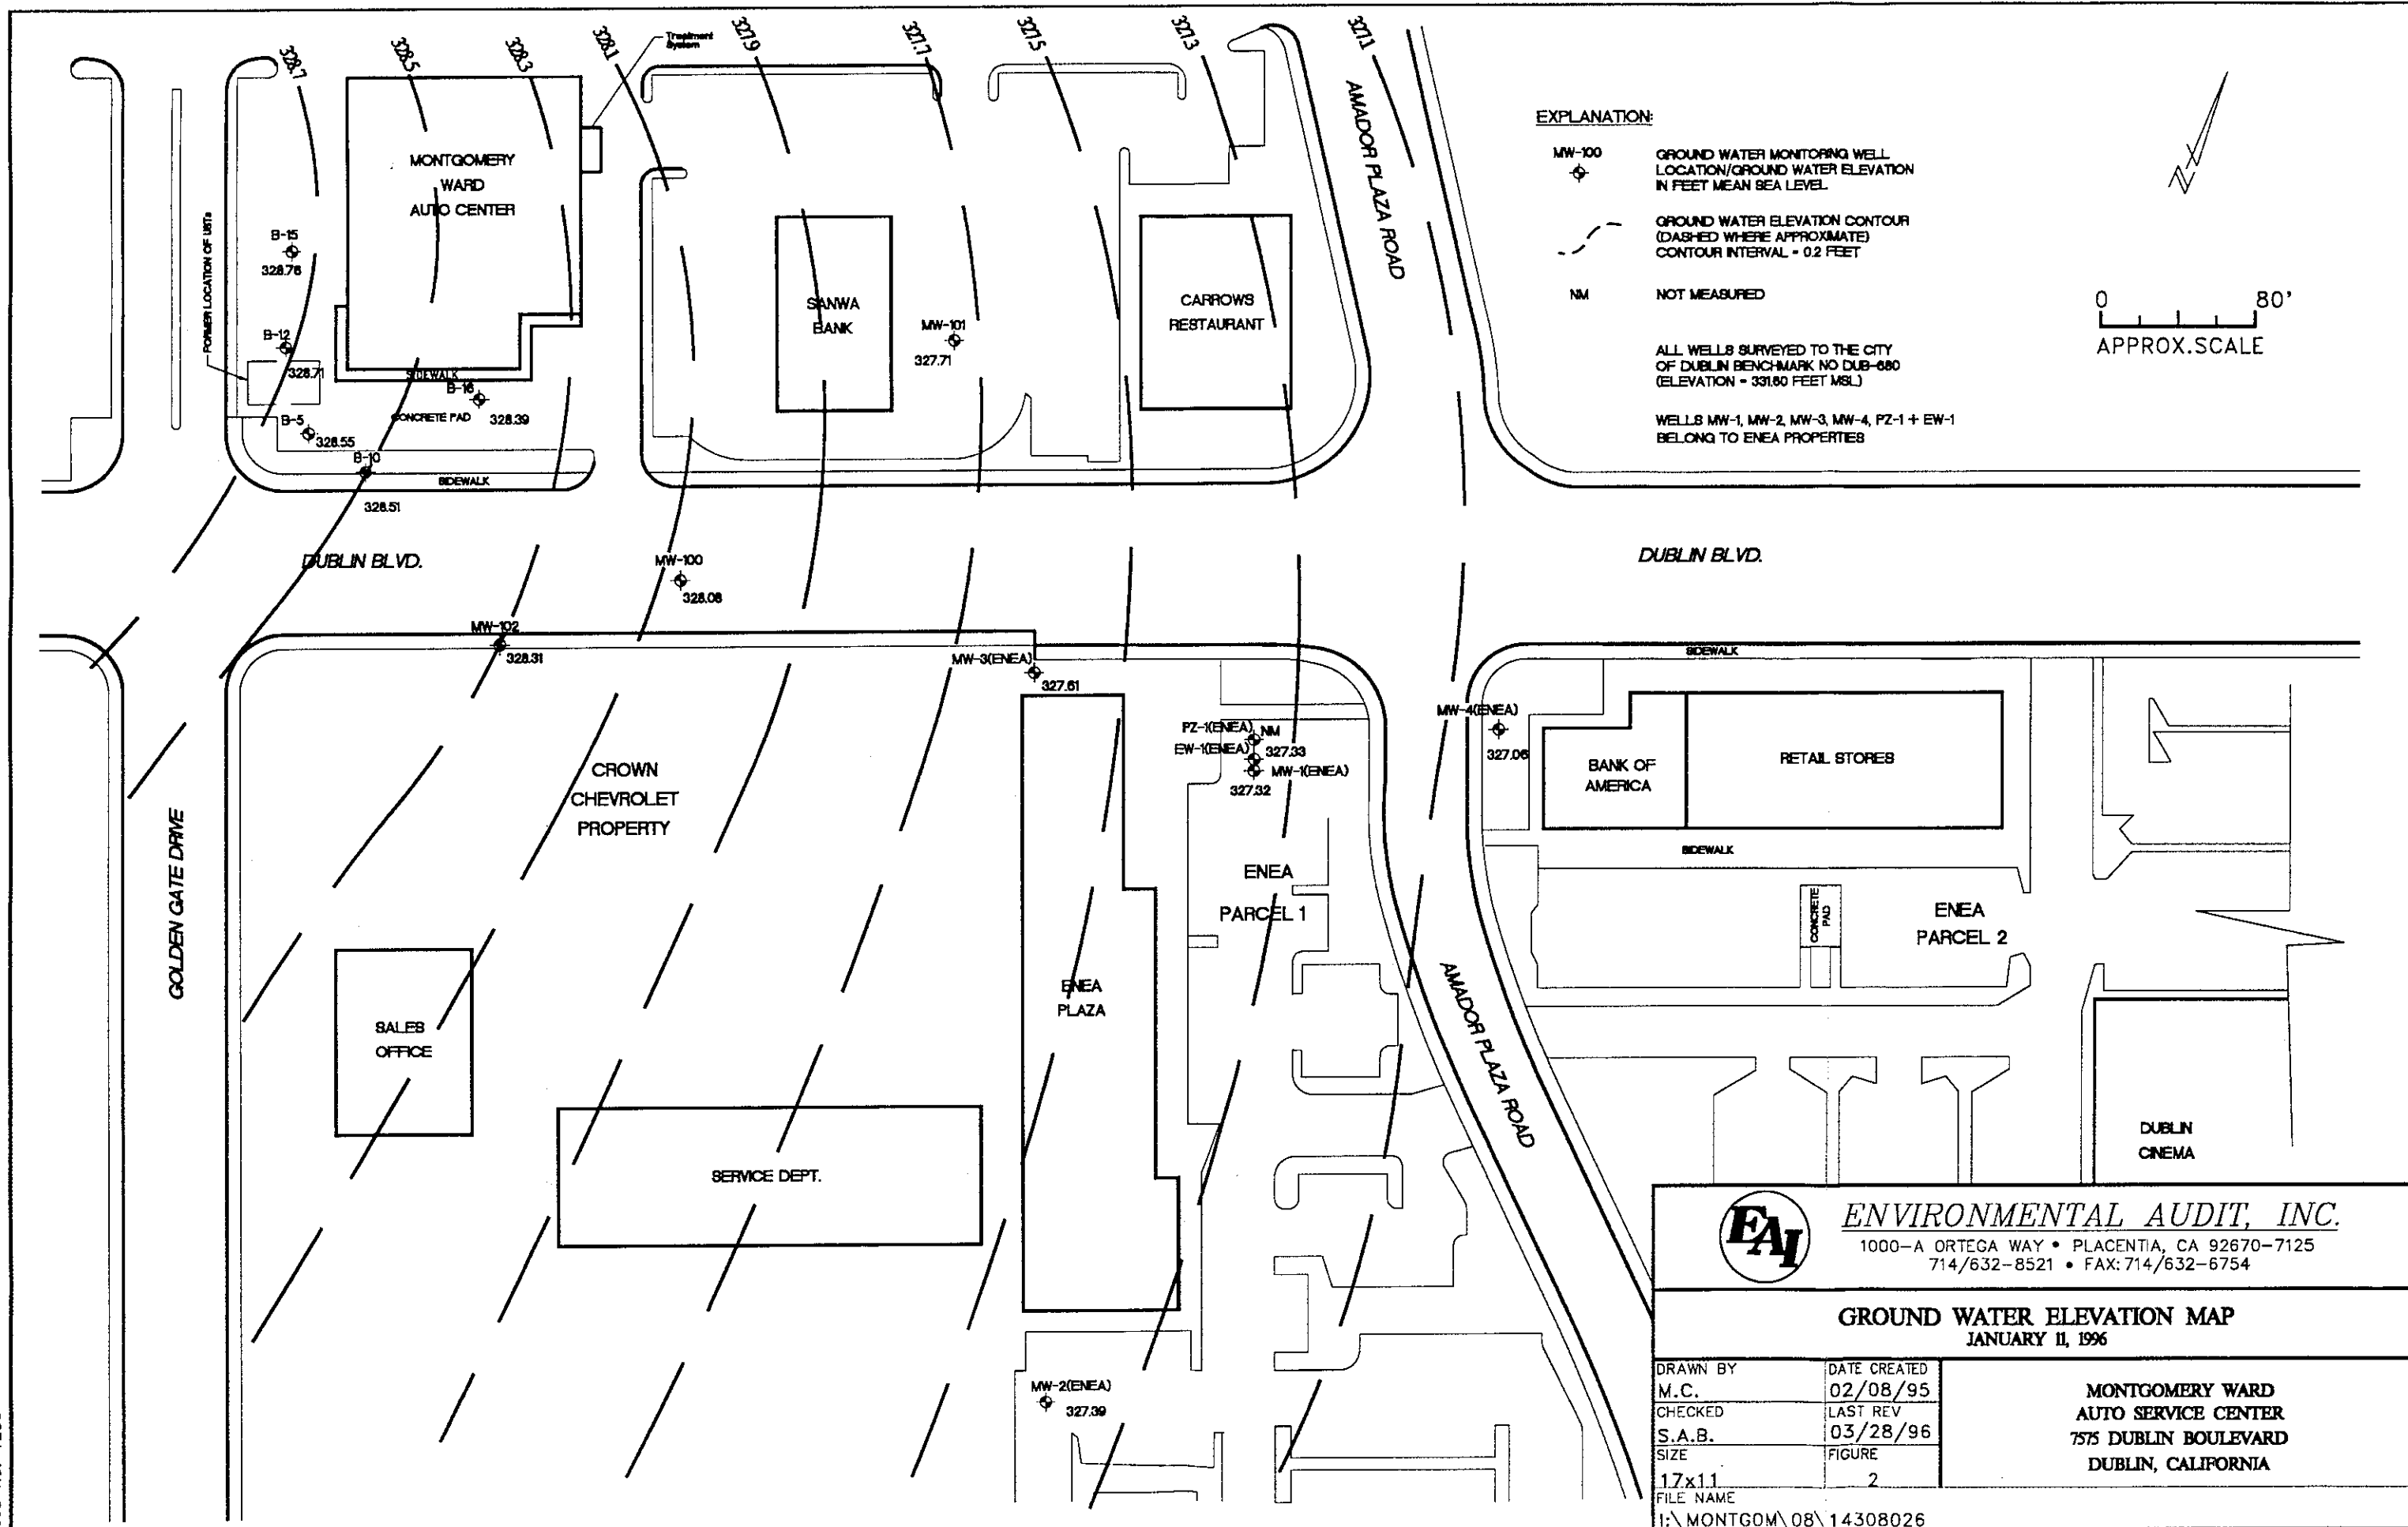 328.7
328.5
328.3
328.1
327.9
327.7
327.5
327.3
327.1
Treatment
System
MONTGOMERY
WARD
AUTO CENTER
FORMER LOCATION OF USTs
B-15
328.76
B-12
328.71
SIDEWALK
B-16
328.39
CONCRETE PAD
B-5
328.55
B-10
328.51
SIDEWALK
SANWA
BANK
MW-101
327.71
CARROWS
RESTAURANT
AMADOR PLAZA ROAD
EXPLANATION:
MW-100
GROUND WATER MONITORING WELL
LOCATION/GROUND WATER ELEVATION
IN FEET MEAN SEA LEVEL
GROUND WATER ELEVATION CONTOUR
(DASHED WHERE APPROXIMATE)
CONTOUR INTERVAL = 0.2 FEET
NM NOT MEASURED
ALL WELLS SURVEYED TO THE CITY
OF DUBLIN BENCHMARK NO DUB-680
(ELEVATION = 331.60 FEET MSL)
WELLS MW-1, MW-2, MW-3, MW-4, PZ-1 + EW-1
BELONG TO ENEA PROPERTIES
N
0 80'
APPROX.SCALE
DUBLIN BLVD.
MW-100
328.08
DUBLIN BLVD.
MW-102
328.31
MW-3(ENEA)
327.61
SIDEWALK
PZ-1(ENEA)
NM
EW-1(ENEA)
327.33
MW-1(ENEA)
327.32
MW-4(ENEA)
327.06
BANK OF
AMERICA
RETAIL STORES
SIDEWALK
CROWN
CHEVROLET
PROPERTY
GOLDEN GATE DRIVE
ENEA
PARCEL 1
CONCRETE
PAD
ENEA
PARCEL 2
SALES
OFFICE
ENEA
PLAZA
AMADOR PLAZA ROAD
SERVICE DEPT.
DUBLIN
CINEMA
MW-2(ENEA)
327.39
EAI
ENVIRONMENTAL AUDIT, INC.
1000-A ORTEGA WAY • PLACENTIA, CA 92670-7125
714/632-8521 • FAX: 714/632-6754
GROUND WATER ELEVATION MAP
JANUARY 11, 1996
DRAWN BY
M.C.
DATE CREATED
02/08/95
CHECKED
S.A.B.
LAST REV
03/28/96
SIZE
17x11
FIGURE
2
MONTGOMERY WARD
AUTO SERVICE CENTER
7575 DUBLIN BOULEVARD
DUBLIN, CALIFORNIA
FILE NAME
I:\MONTGOM\08\14308026